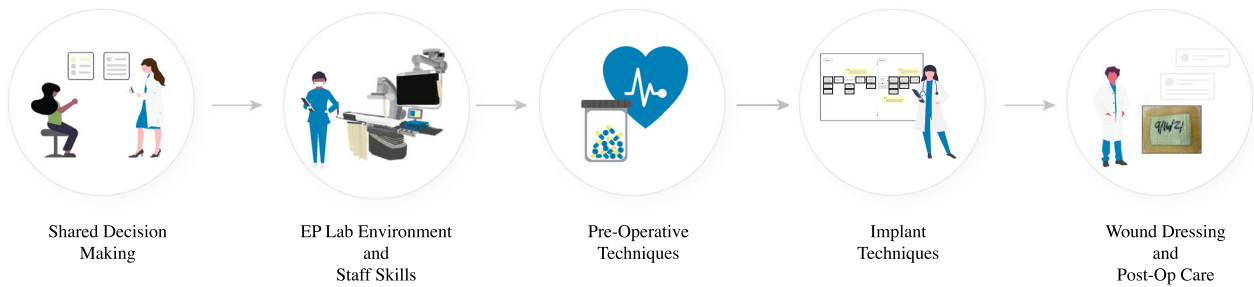 9/16/21
Shared Decision
Making
EP Lab Environment
and
Staff Skills
Pre-Operative
Techniques
Implant
Techniques
Wound Dressing
and
Post-Op Care